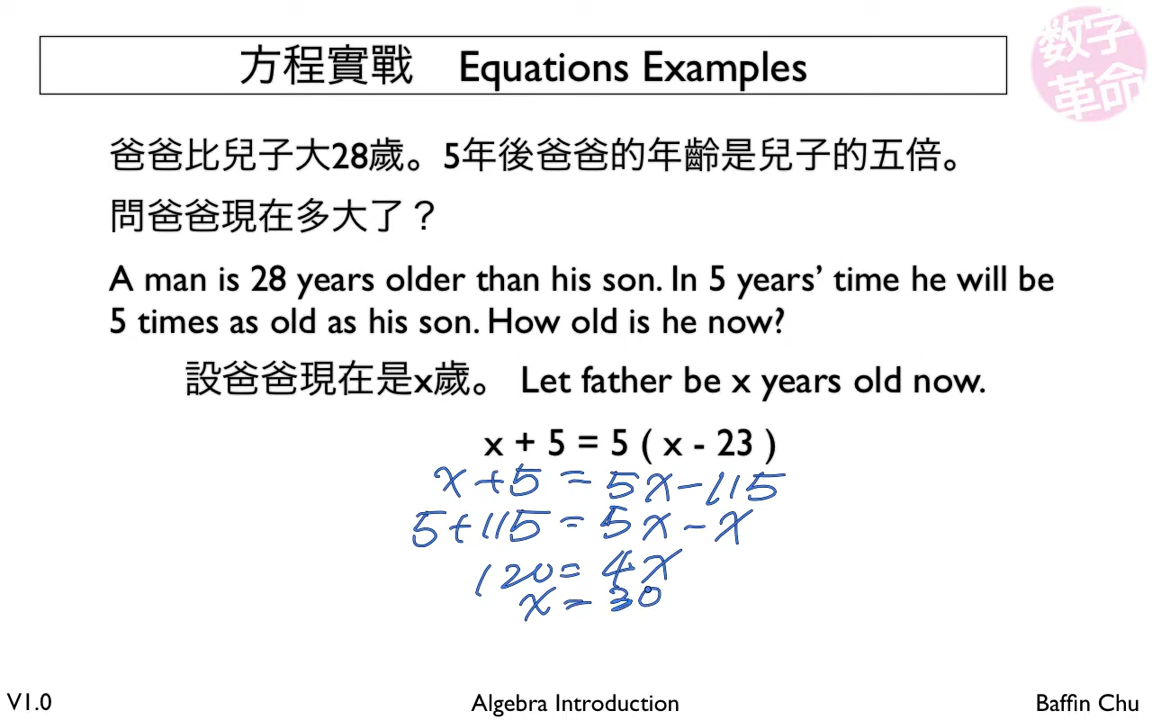 数字
革命
方程實戰 Equations Examples
爸爸比兒子大28歲。5年後爸爸的年齡是兒子的五倍。
問爸爸現在多大了？
A man is 28 years older than his son. In 5 years’ time he will be
5 times as old as his son. How old is he now?
設爸爸現在是x歲。 Let father be x years old now.
x + 5 = 5 ( x - 23 )
x + 5 = 5x - 115
5 + 115 = 5x - x
120 = 4x
x = 30
V1.0 Algebra Introduction Baffin Chu